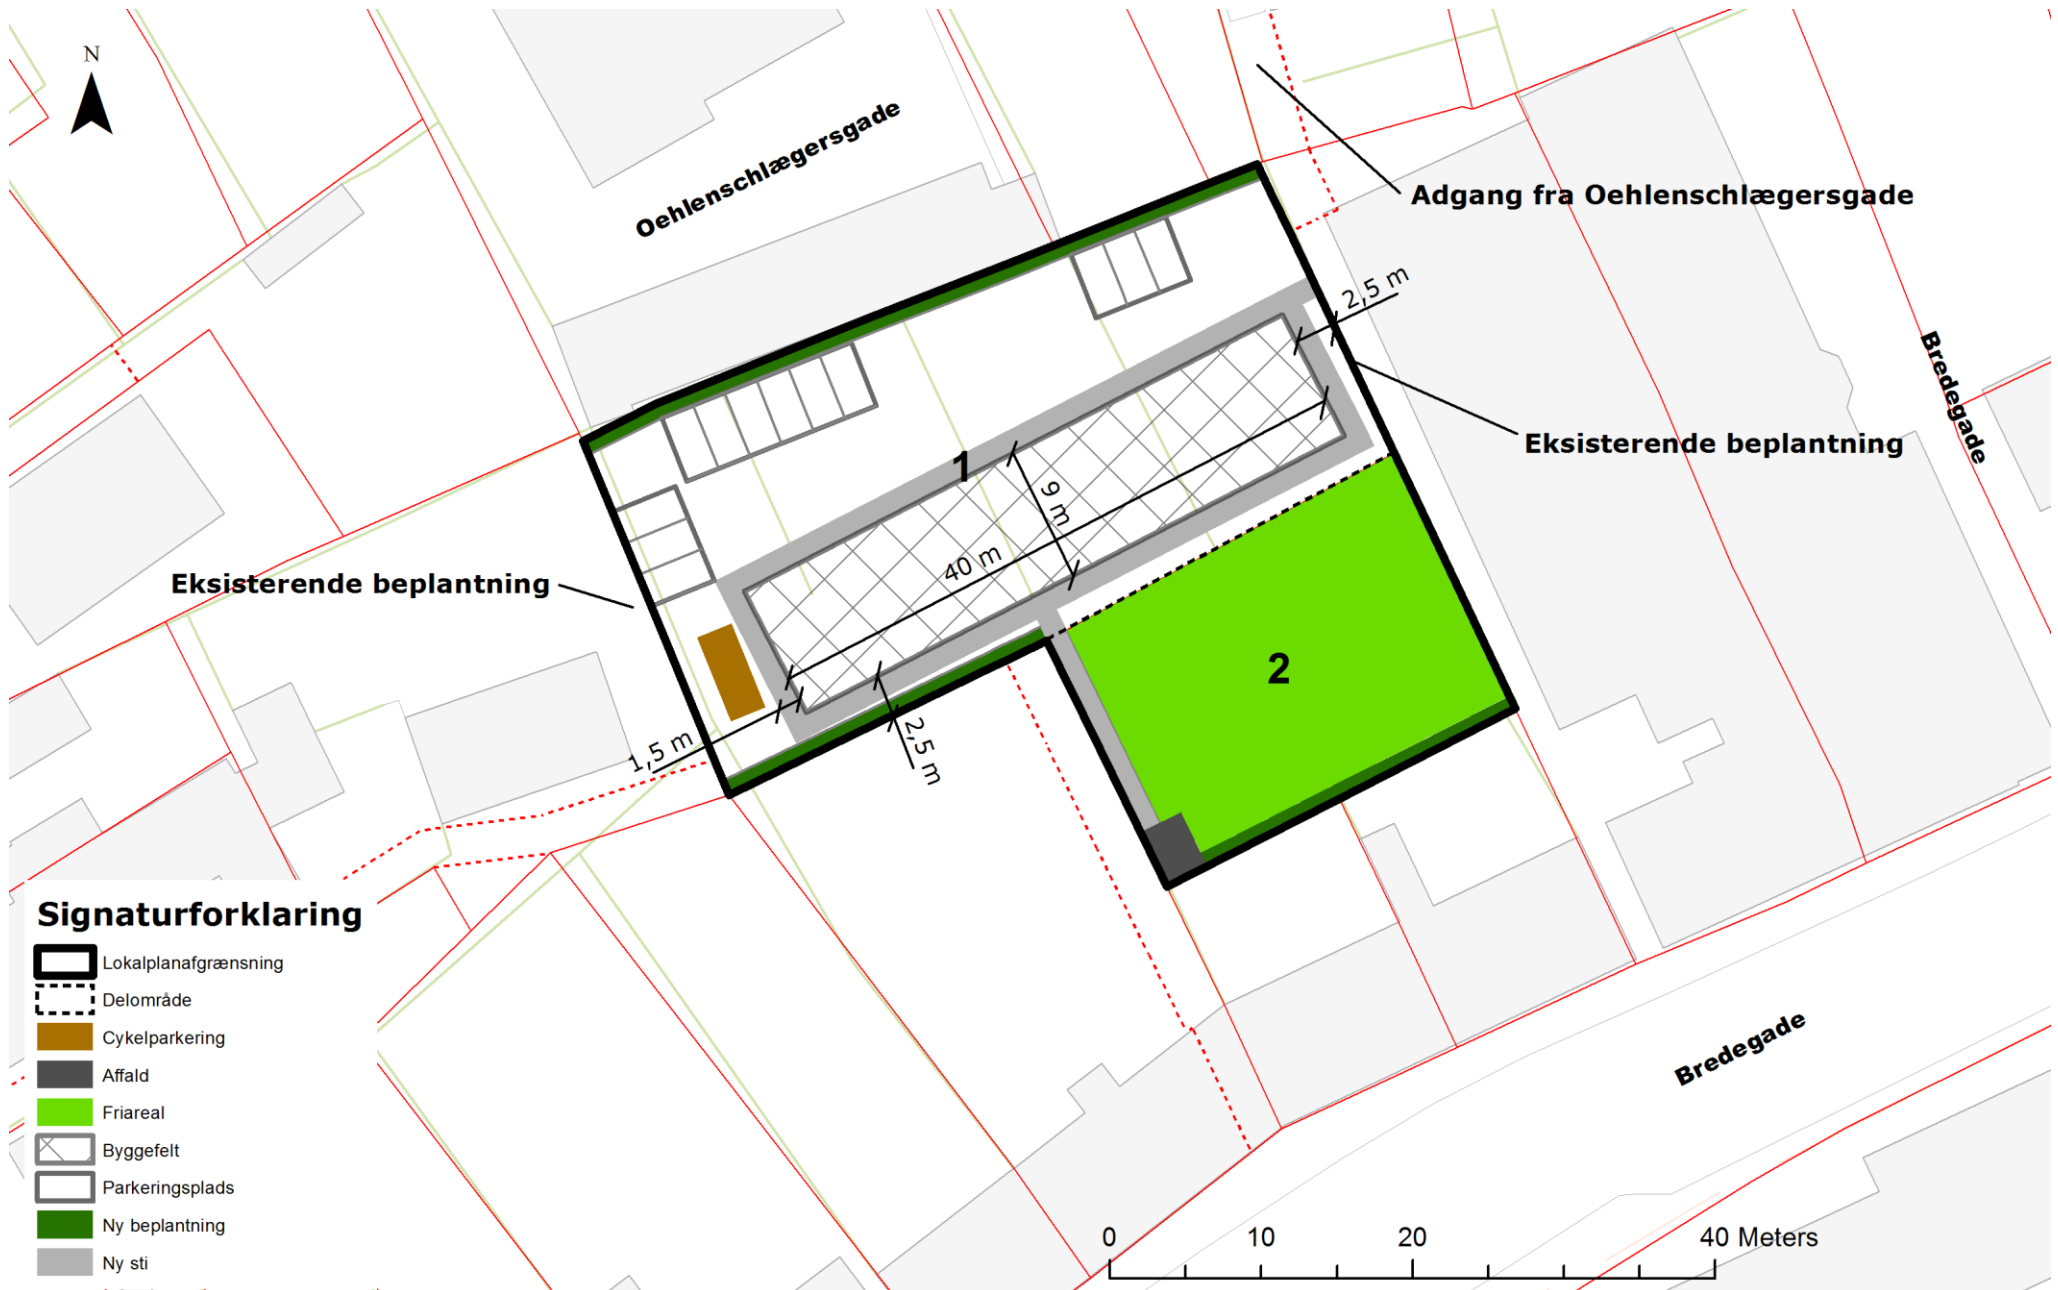 N
Oehlenschlægersgade
Adgang fra Oehlenschlægersgade
2,5 m
Bredegade
Eksisterende beplantning
1
9 m
40 m
Eksisterende beplantning
2
1,5 m
2,5 m
Bredegade
Signaturforklaring
Lokalplanafgrænsning
Delområde
Cykelparkering
Affald
Friareal
Byggefelt
Parkeringsplads
Ny beplantning
Ny sti
0 10 20 40 Meters